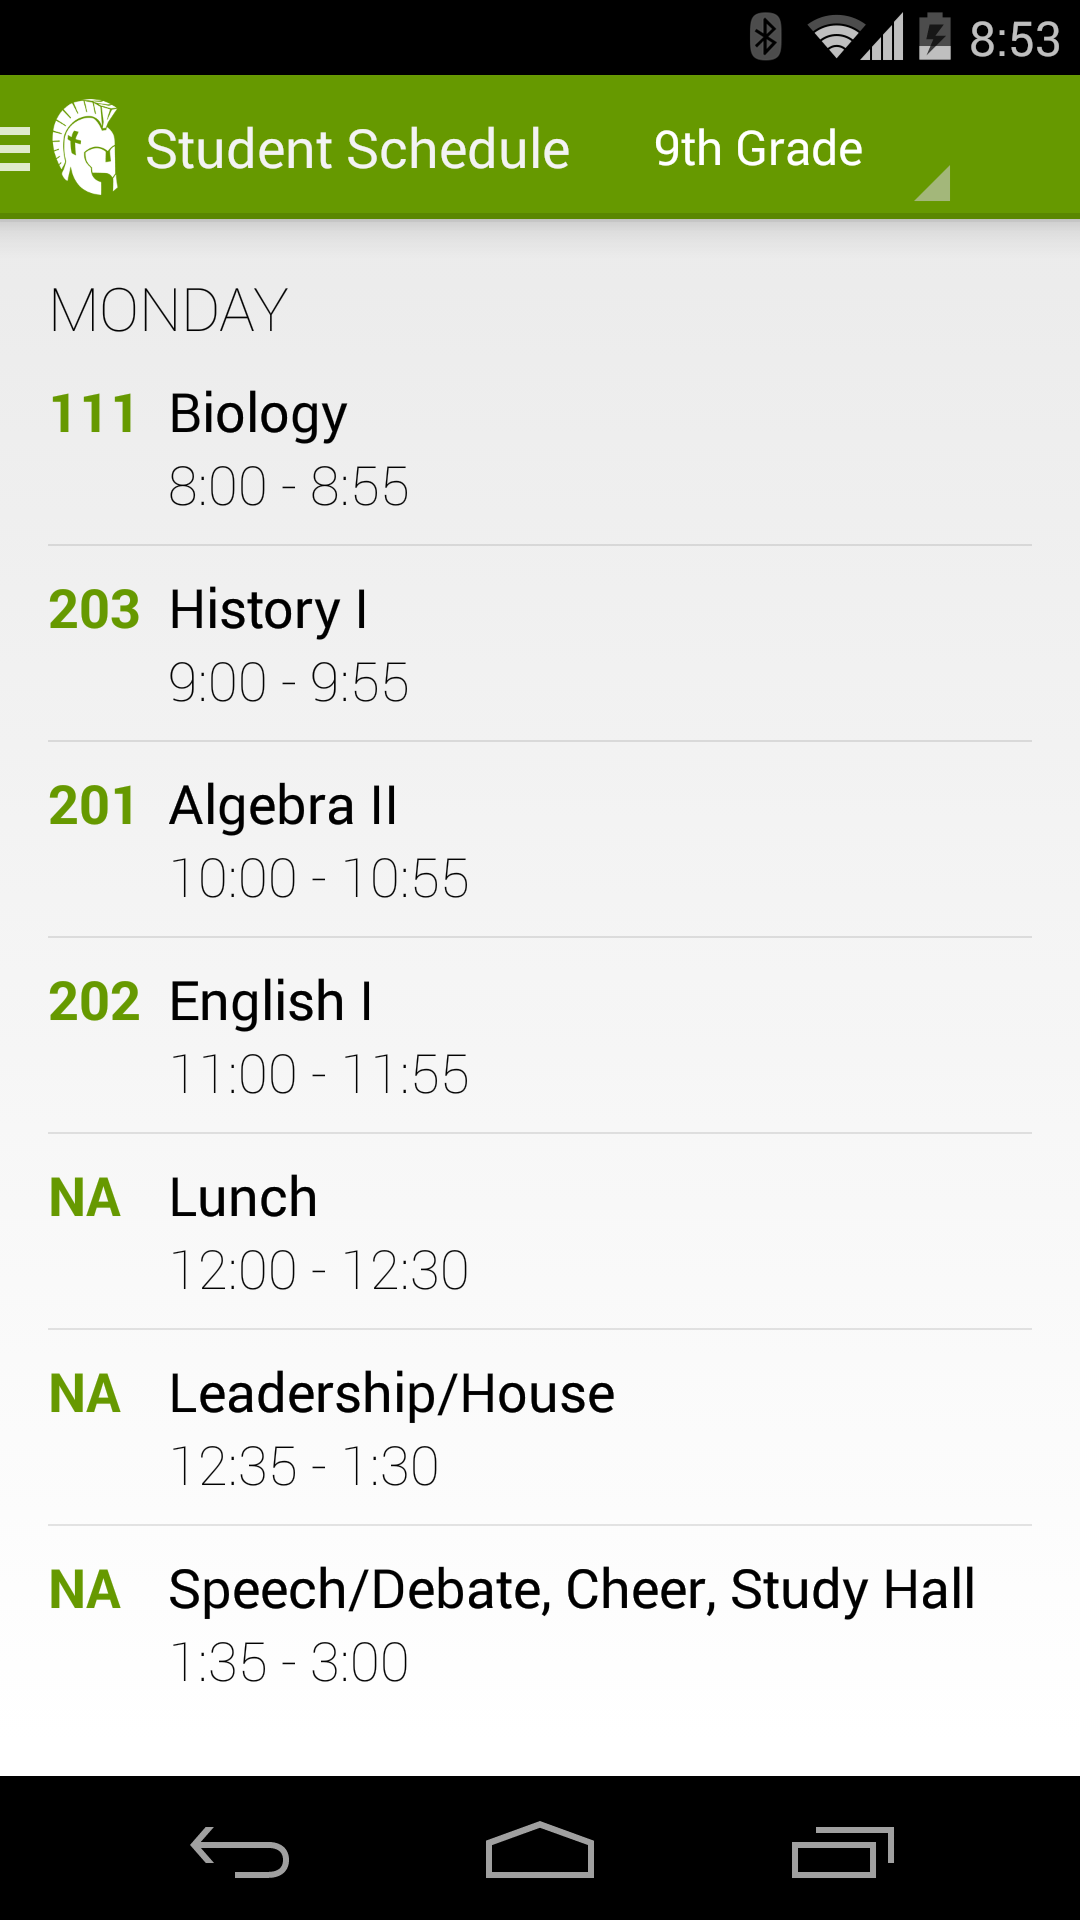 8:53
Student Schedule 9th Grade
MONDAY
111 Biology
8:00 - 8:55
203 History I
9:00 - 9:55
201 Algebra II
10:00 - 10:55
202 English I
11:00 - 11:55
NA Lunch
12:00 - 12:30
NA Leadership/House
12:35 - 1:30
NA Speech/Debate, Cheer, Study Hall
1:35 - 3:00